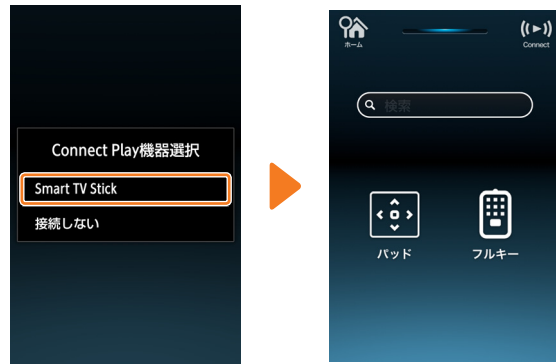 Connect Play機器選択
Smart TV Stick
接続しない
ホーム
Connect
検索
パッド
フルキー